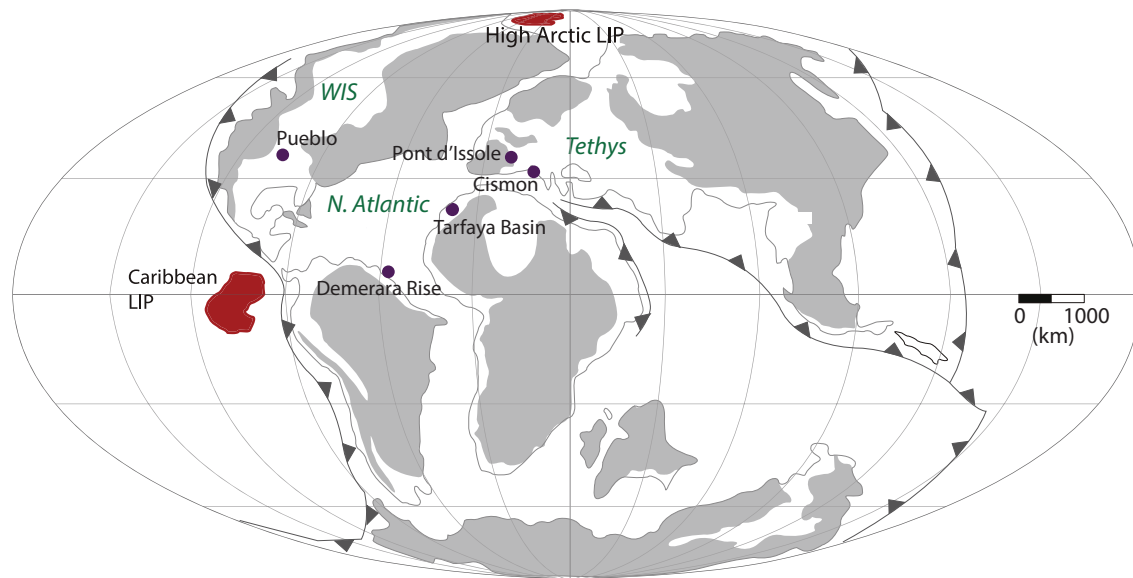 High Arctic LIP
WIS
Pueblo
Pont d'Issole
Tethys
Cismon
N. Atlantic
Tarfaya Basin
Caribbean
LIP
Demerara Rise
0 1000
(km)